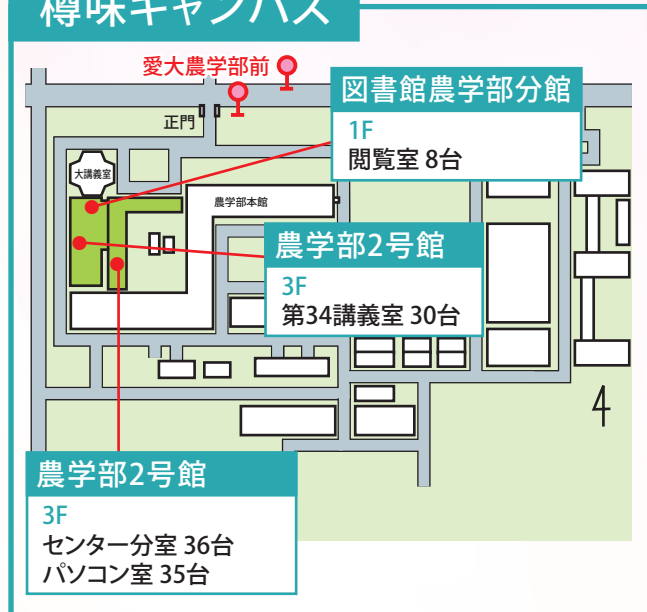 樽味キャンパス
愛大農学部前
図書館農学部分館
1F
閲覧室 8台
正門
大講義室
農学部本館
農学部2号館
3F
第34講義室 30台
4
農学部2号館
3F
センター分室 36台
パソコン室 35台